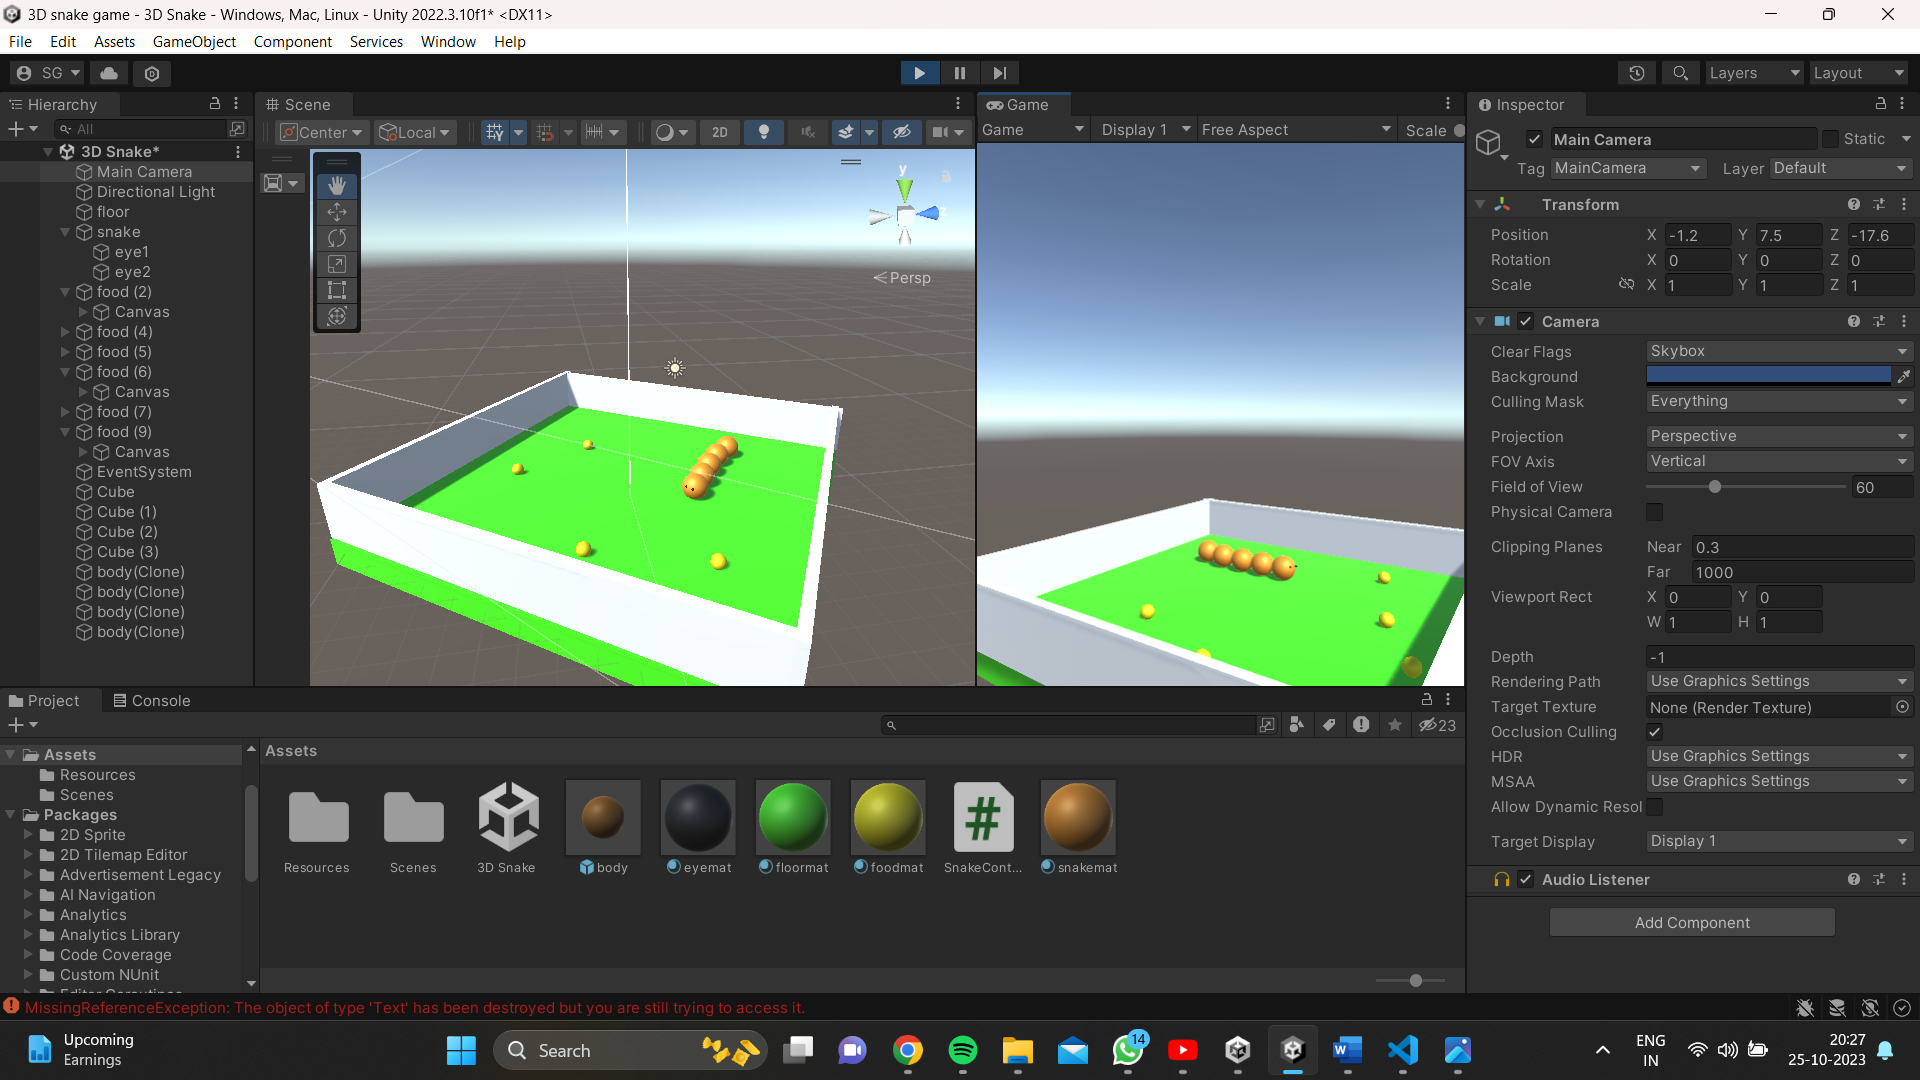 3D snake game - 3D Snake - Windows, Mac, Linux - Unity 2022.3.10f1* <DX11>
File Edit Assets GameObject Component Services Window Help
SG
Layers Layout
Hierarchy
All
3D Snake*
Main Camera
Directional Light
floor
snake
eye1
eye2
food (2)
Canvas
food (4)
food (5)
food (6)
Canvas
food (7)
food (9)
Canvas
EventSystem
Cube
Cube (1)
Cube (2)
Cube (3)
body(Clone)
body(Clone)
body(Clone)
body(Clone)
Scene
Center Local 2D
y
z
Persp
Game
Game Display 1 Free Aspect Scale
Inspector
Main Camera Static
Tag MainCamera Layer Default
Transform
Position X -1.2 Y 7.5 Z -17.6
Rotation X 0 Y 0 Z 0
Scale X 1 Y 1 Z 1
Camera
Clear Flags Skybox
Background
Culling Mask Everything
Projection Perspective
FOV Axis Vertical
Field of View 60
Physical Camera
Clipping Planes Near 0.3
Far 1000
Viewport Rect X 0 Y 0
W 1 H 1
Depth -1
Rendering Path Use Graphics Settings
Target Texture None (Render Texture)
Occlusion Culling
HDR Use Graphics Settings
MSAA Use Graphics Settings
Allow Dynamic Resol
Target Display Display 1
Audio Listener
Add Component
Project Console
23
Assets
Resources
Scenes
Packages
2D Sprite
2D Tilemap Editor
Advertisement Legacy
AI Navigation
Analytics
Analytics Library
Code Coverage
Custom NUnit
Editor Coroutines
Assets
Resources Scenes 3D Snake body eyemat floormat foodmat SnakeCont... snakemat
MissingReferenceException: The object of type 'Text' has been destroyed but you are still trying to access it.
Upcoming
Earnings
Search
14
ENG
IN
20:27
25-10-2023